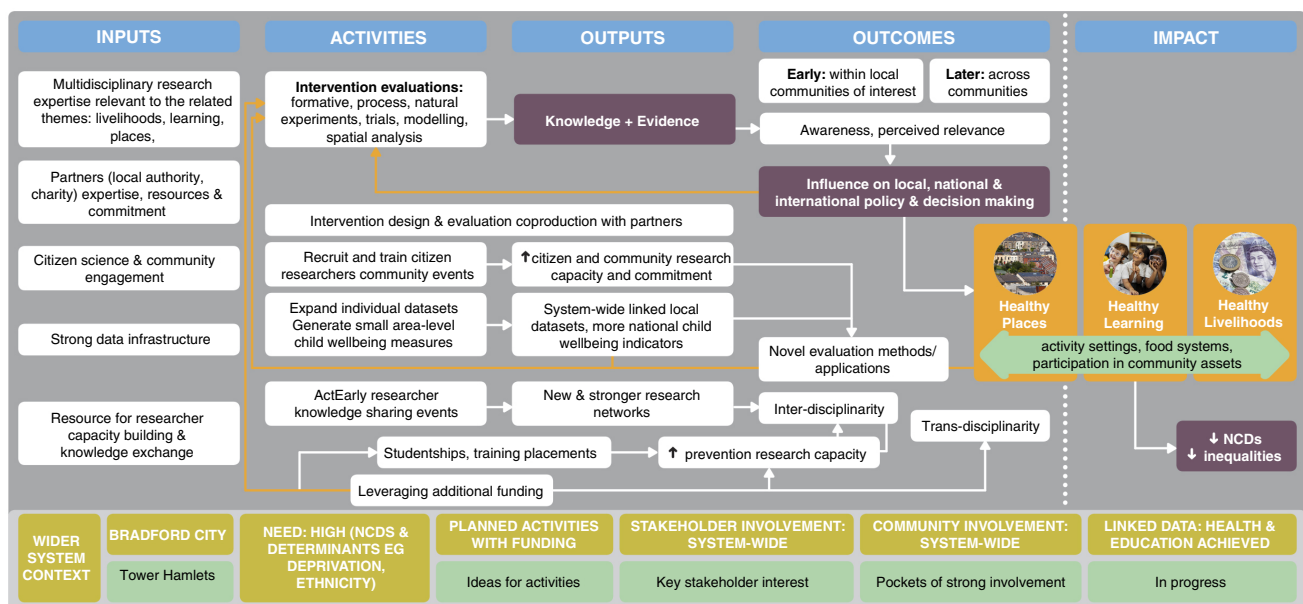 INPUTS
ACTIVITIES
OUTPUTS
OUTCOMES
IMPACT
Multidisciplinary research
expertise relevant to the related
themes: livelihoods, learning,
places,
Partners (local authority,
charity) expertise, resources &
commitment
Citizen science & community
engagement
Strong data infrastructure
Resource for researcher
capacity building &
knowledge exchange
Intervention evaluations:
formative, process, natural
experiments, trials, modelling,
spatial analysis
Knowledge + Evidence
Early: within local
communities of interest
Later: across
communities
Awareness, perceived relevance
Influence on local, national &
international policy & decision making
Intervention design & evaluation coproduction with partners
Recruit and train citizen
researchers community events
↑citizen and community research
capacity and commitment
Expand individual datasets
Generate small area-level
child wellbeing measures
System-wide linked local
datasets, more national child
wellbeing indicators
Novel evaluation methods/
applications
ActEarly researcher
knowledge sharing events
New & stronger research
networks
Inter-disciplinarity
Trans-disciplinarity
Studentships, training placements
↑ prevention research capacity
Leveraging additional funding
Healthy
Places
Healthy
Learning
Healthy
Livelihoods
activity settings, food systems,
participation in community assets
↓ NCDs
↓ inequalities
WIDER
SYSTEM
CONTEXT
BRADFORD CITY
Tower Hamlets
NEED: HIGH (NCDS &
DETERMINANTS EG
DEPRIVATION,
ETHNICITY)
PLANNED ACTIVITIES
WITH FUNDING
Ideas for activities
STAKEHOLDER INVOLVEMENT:
SYSTEM-WIDE
Key stakeholder interest
COMMUNITY INVOLVEMENT:
SYSTEM-WIDE
Pockets of strong involvement
LINKED DATA: HEALTH &
EDUCATION ACHIEVED
In progress